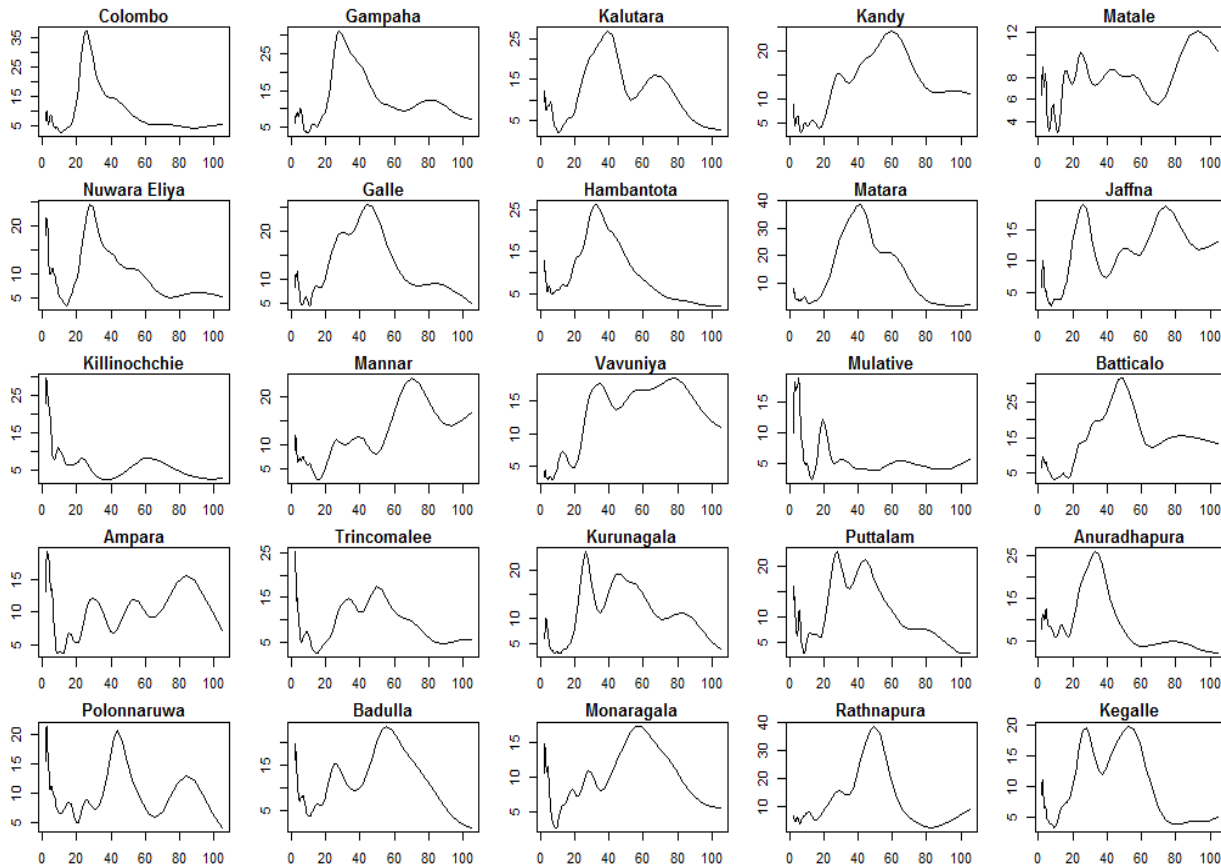 Colombo
5 15 25 35
0 20 40 60 80 100
Gampaha
5 15 25
0 20 40 60 80 100
Kalutara
5 15 25
0 20 40 60 80 100
Kandy
5 10 20
0 20 40 60 80 100
Matale
4 6 8 10 12
0 20 40 60 80 100
Nuwara Eliya
5 10 20
0 20 40 60 80 100
Galle
5 10 20
0 20 40 60 80 100
Hambantota
5 15 25
0 20 40 60 80 100
Matara
10 20 30 40
0 20 40 60 80 100
Jaffna
5 10 15
0 20 40 60 80 100
Killinochchie
5 15 25
0 20 40 60 80 100
Mannar
5 10 20
0 20 40 60 80 100
Vavuniya
5 10 15
0 20 40 60 80 100
Mulative
5 10 15
0 20 40 60 80 100
Batticalo
5 15 25
0 20 40 60 80 100
Ampara
5 10 15
0 20 40 60 80 100
Trincomalee
5 15 25
0 20 40 60 80 100
Kurunagala
5 10 20
0 20 40 60 80 100
Puttalam
5 10 20
0 20 40 60 80 100
Anuradhapura
5 15 25
0 20 40 60 80 100
Polonnaruwa
5 10 15 20
0 20 40 60 80 100
Badulla
5 15
0 20 40 60 80 100
Monaragala
5 10 15
0 20 40 60 80 100
Rathnapura
10 20 30 40
0 20 40 60 80 100
Kegalle
5 10 15 20
0 20 40 60 80 100